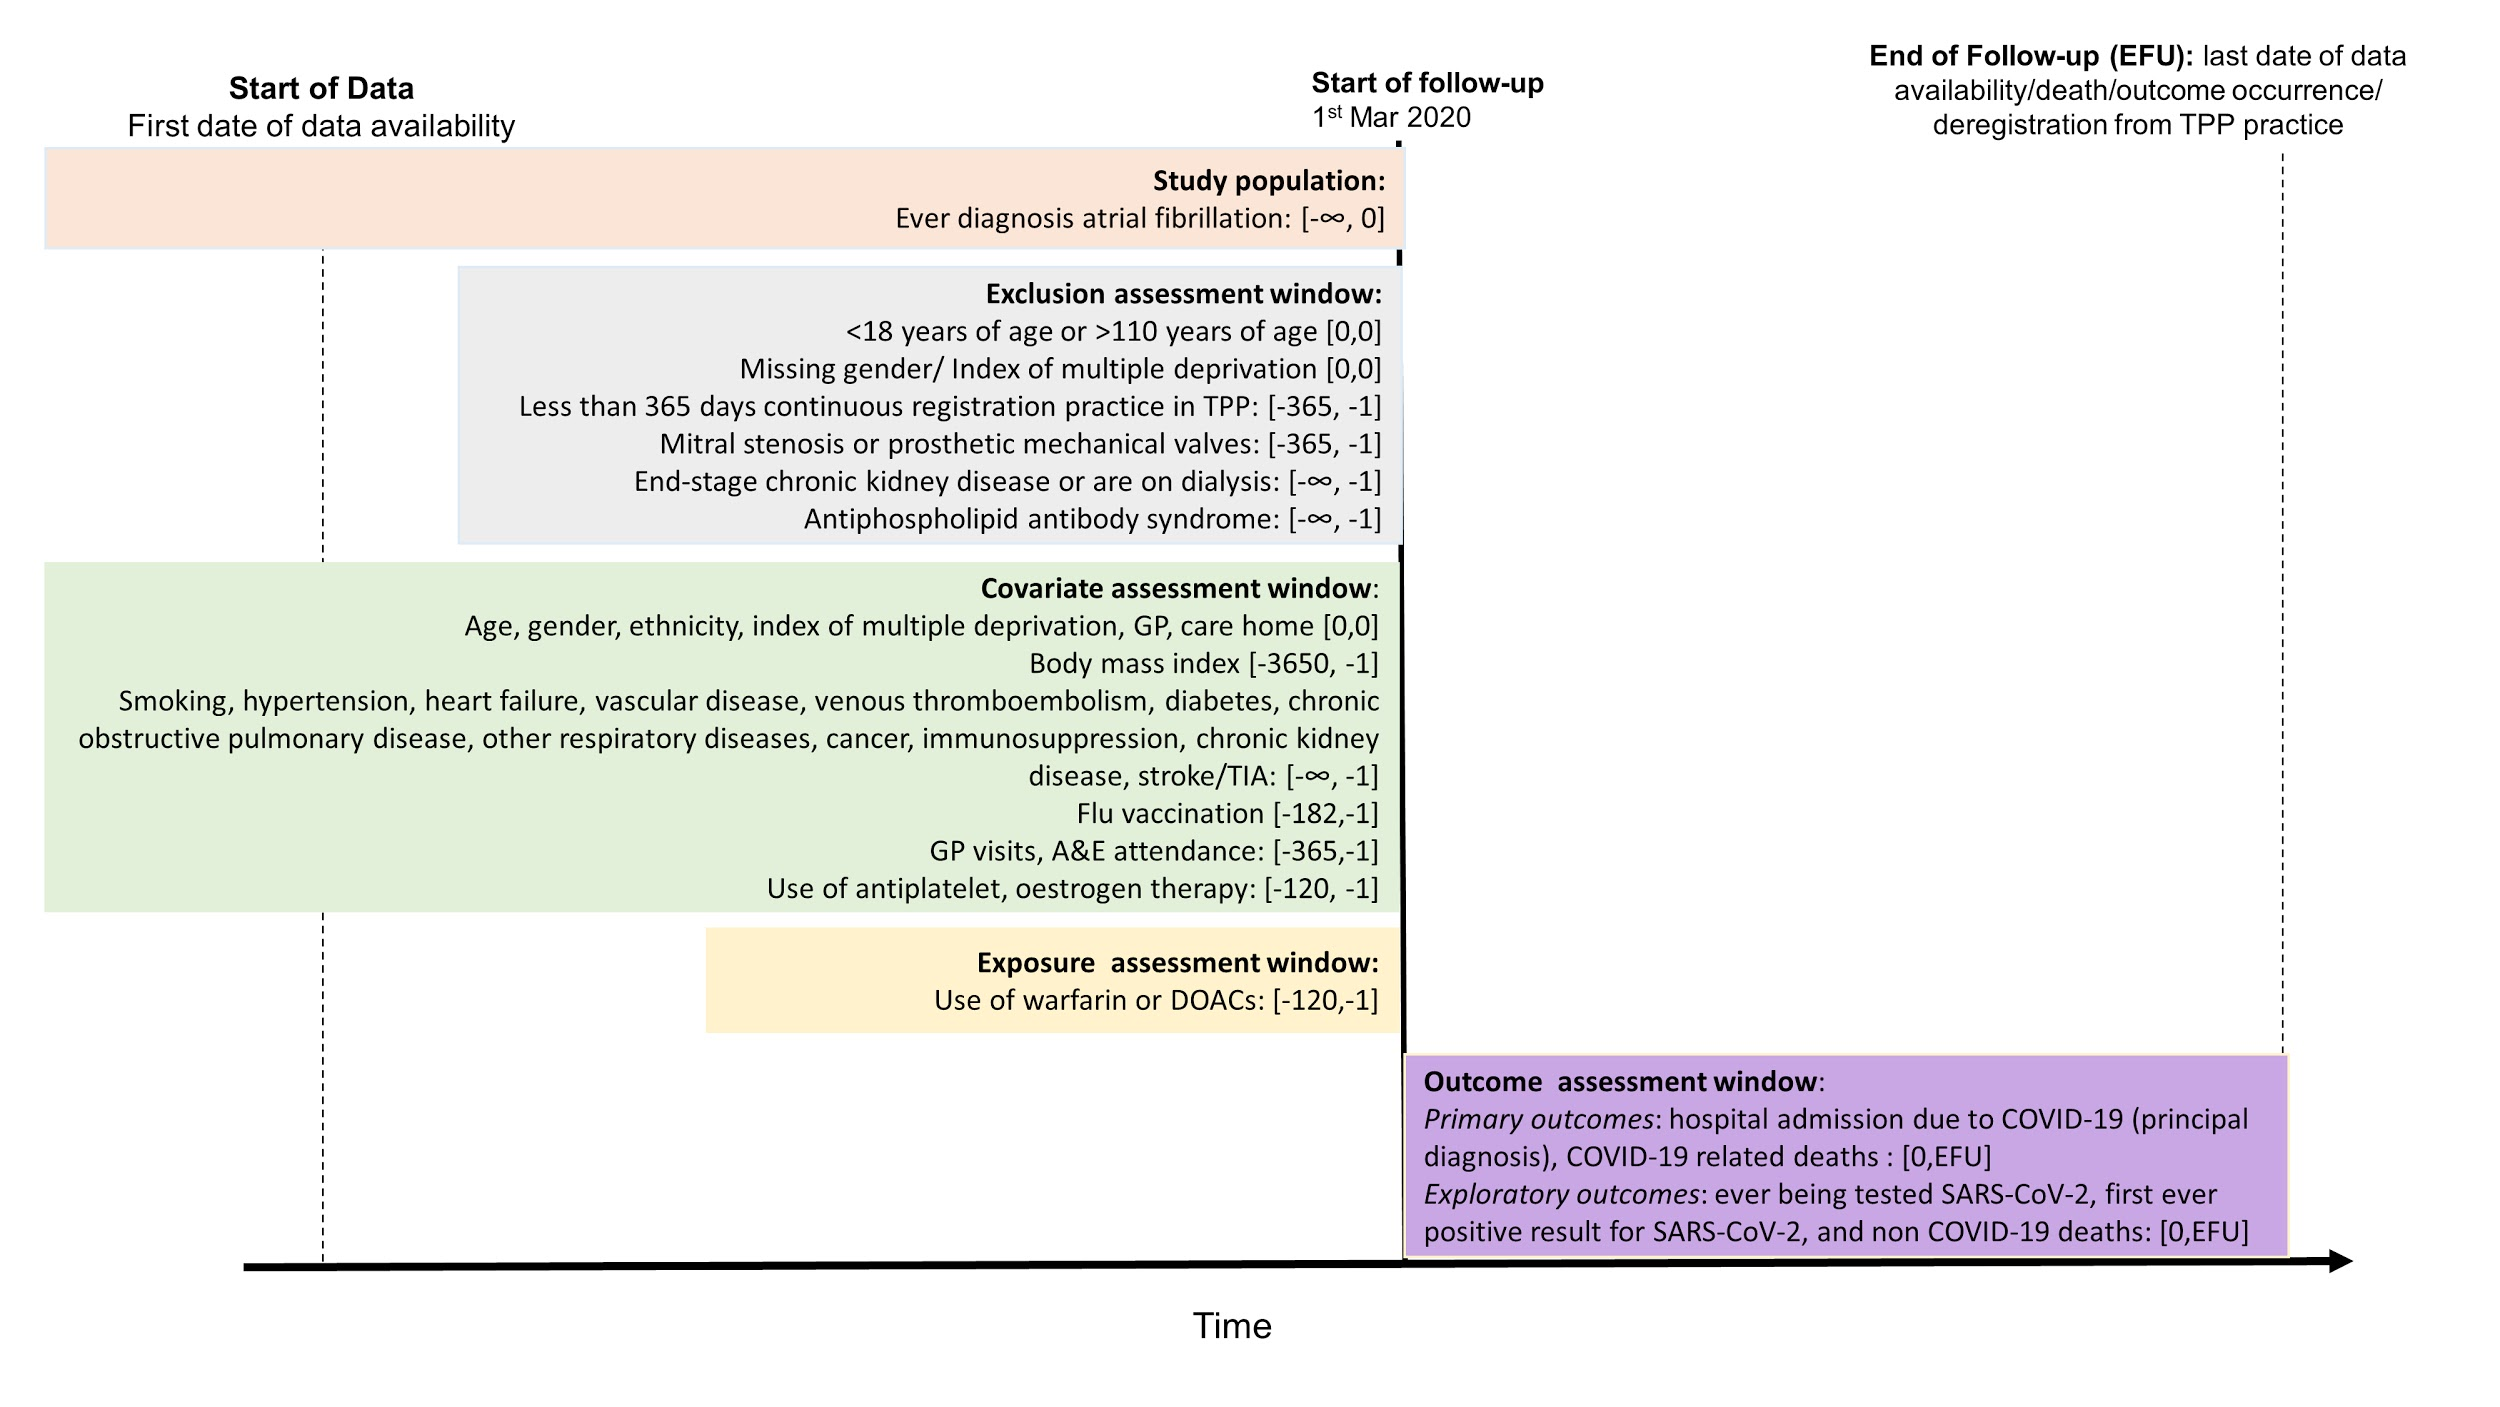 Start of Data
First date of data availability
Start of follow-up
1st Mar 2020
End of Follow-up (EFU): last date of data
availability/death/outcome occurrence/
deregistration from TPP practice
Study population:
Ever diagnosis atrial fibrillation: [-∞, 0]
Exclusion assessment window:
<18 years of age or >110 years of age [0,0]
Missing gender/ Index of multiple deprivation [0,0]
Less than 365 days continuous registration practice in TPP: [-365, -1]
Mitral stenosis or prosthetic mechanical valves: [-365, -1]
End-stage chronic kidney disease or are on dialysis: [-∞, -1]
Antiphospholipid antibody syndrome: [-∞, -1]
Covariate assessment window:
Age, gender, ethnicity, index of multiple deprivation, GP, care home [0,0]
Body mass index [-3650, -1]
Smoking, hypertension, heart failure, vascular disease, venous thromboembolism, diabetes, chronic
obstructive pulmonary disease, other respiratory diseases, cancer, immunosuppression, chronic kidney
disease, stroke/TIA: [-∞, -1]
Flu vaccination [-182,-1]
GP visits, A&E attendance: [-365,-1]
Use of antiplatelet, oestrogen therapy: [-120, -1]
Exposure  assessment window:
Use of warfarin or DOACs: [-120,-1]
Outcome  assessment window:
Primary outcomes: hospital admission due to COVID-19 (principal
diagnosis), COVID-19 related deaths : [0,EFU]
Exploratory outcomes: ever being tested SARS-CoV-2, first ever
positive result for SARS-CoV-2, and non COVID-19 deaths: [0,EFU]
Time